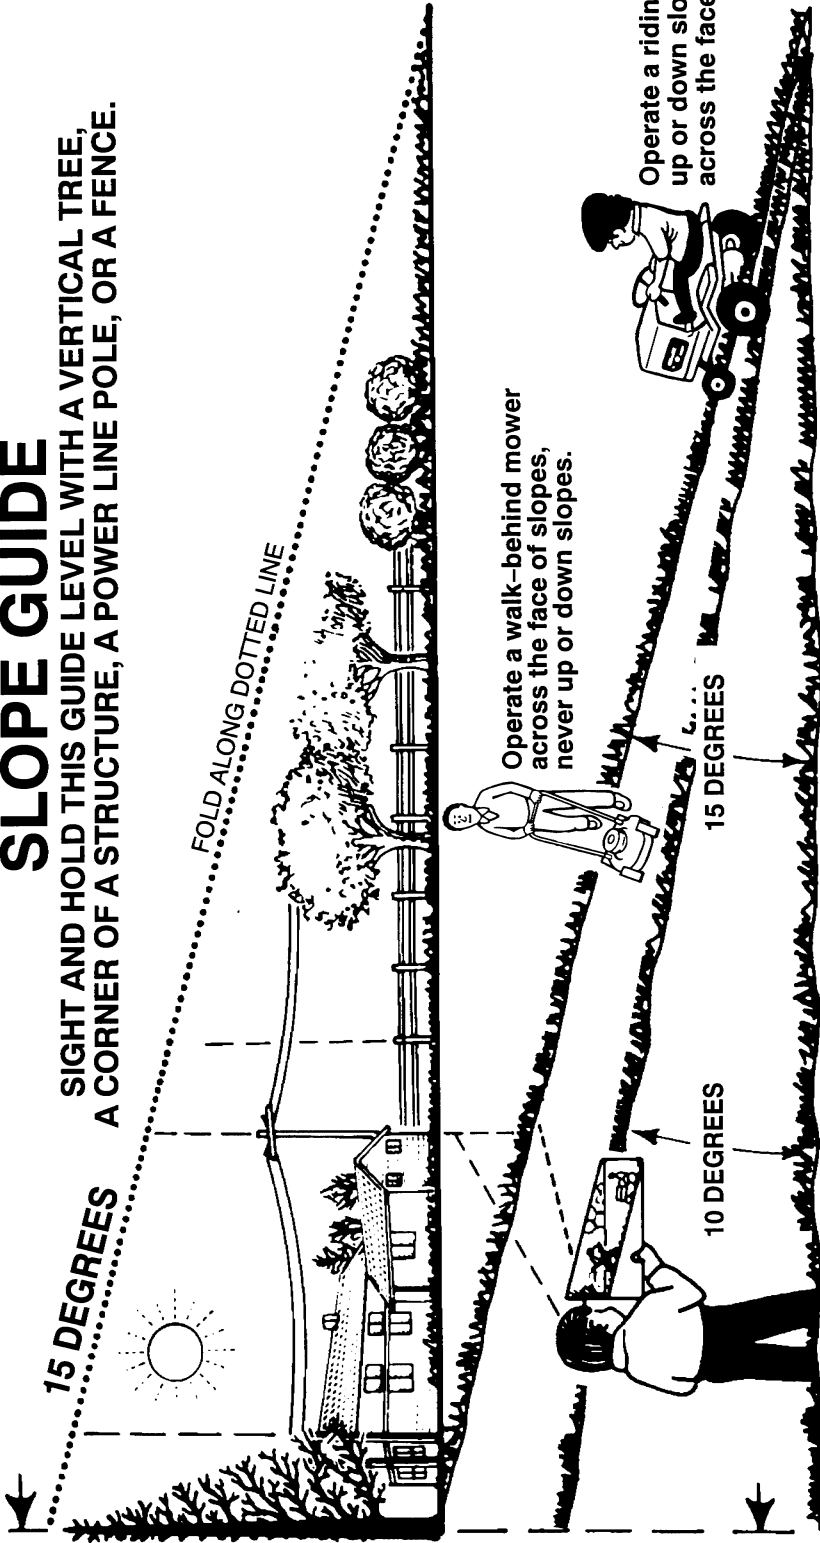 SLOPE GUIDE
SIGHT AND HOLD THIS GUIDE LEVEL WITH A VERTICAL TREE,
A CORNER OF A STRUCTURE, A POWER LINE POLE, OR A FENCE.
15 DEGREES
FOLD ALONG DOTTED LINE
Operate a walk–behind mower
across the face of slopes,
never up or down slopes.
Operate a
up or down
across the face
15 DEGREES
10 DEGREES